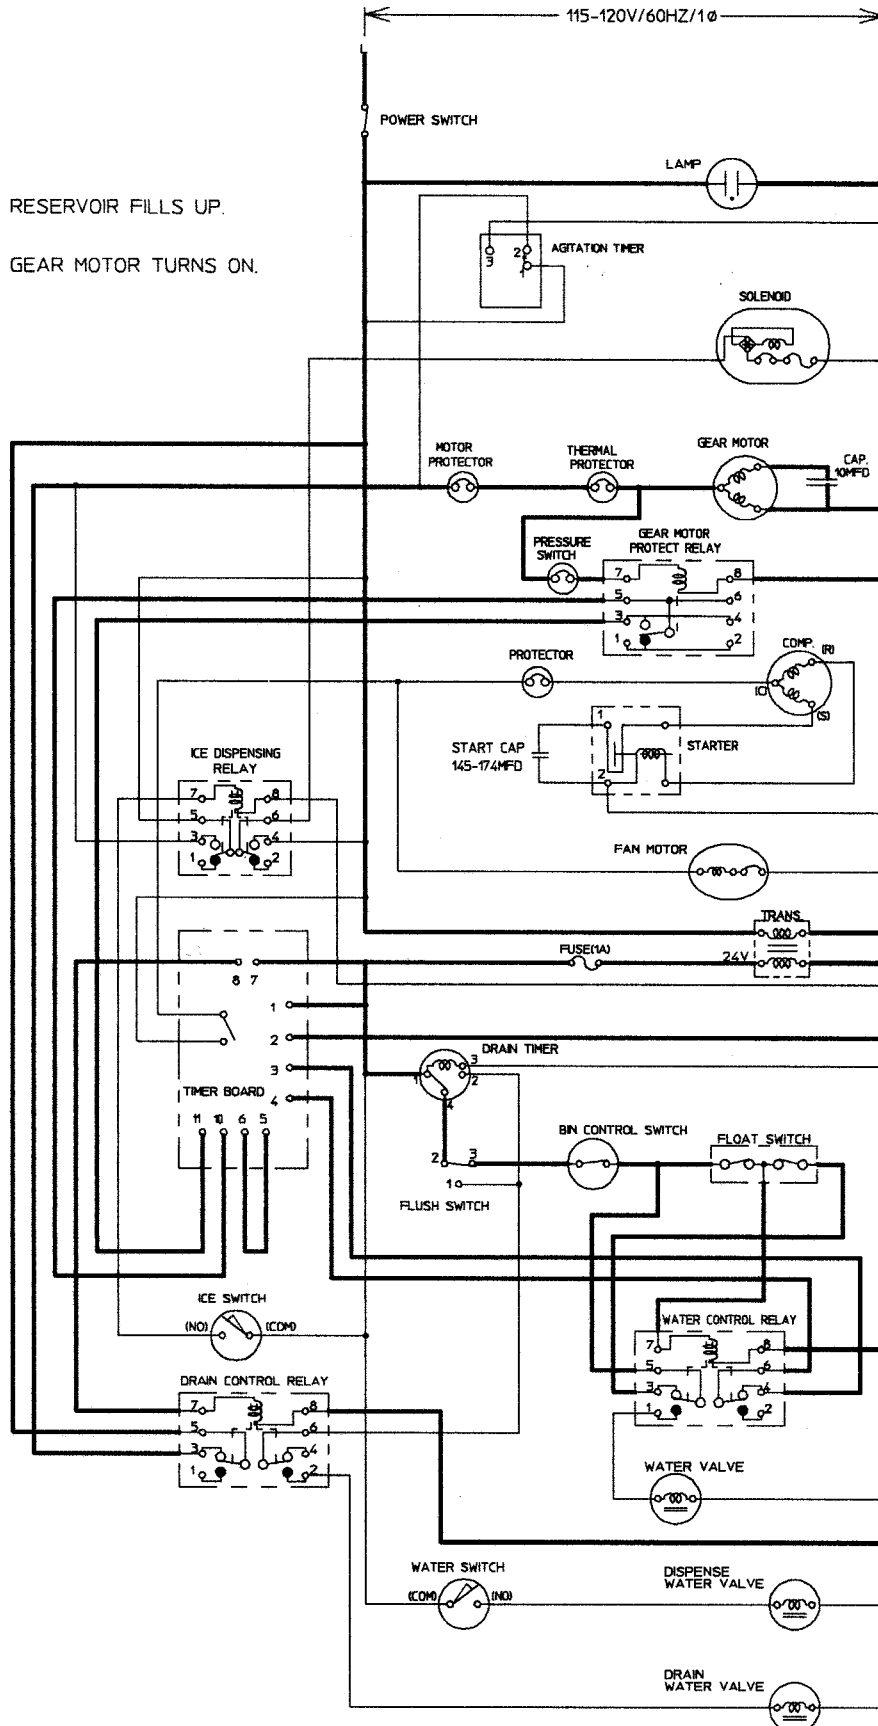 115-120V/60HZ/1ø
L
POWER SWITCH
LAMP
RESERVOIR FILLS UP.
GEAR MOTOR TURNS ON.
3 2 1
AGITATION TIMER
SOLENOID
MOTOR
PROTECTOR
THERMAL
PROTECTOR
GEAR MOTOR
CAP.
10MFD
PRESSURE
SWITCH
GEAR MOTOR
PROTECT RELAY
7 8
5 6
3 4
1 2
PROTECTOR
COMP.
(R)
(C)
(S)
START CAP
145-174MFD
1
2
STARTER
ICE DISPENSING
RELAY
7 8
5 6
3 4
1 2
FAN MOTOR
TRANS.
FUSE(1A)
24V
8 7
1
2
3
4
TIMER BOARD
11 10 6 5
DRAIN TIMER
1 3
2
4
BIN CONTROL SWITCH
FLOAT SWITCH
2 3
1
FLUSH SWITCH
ICE SWITCH
(NO) (COM)
WATER CONTROL RELAY
7 8
5 6
3 4
1 2
DRAIN CONTROL RELAY
7 8
5 6
3 4
1 2
WATER VALVE
WATER SWITCH
(COM) (NO)
DISPENSE
WATER VALVE
DRAIN
WATER VALVE